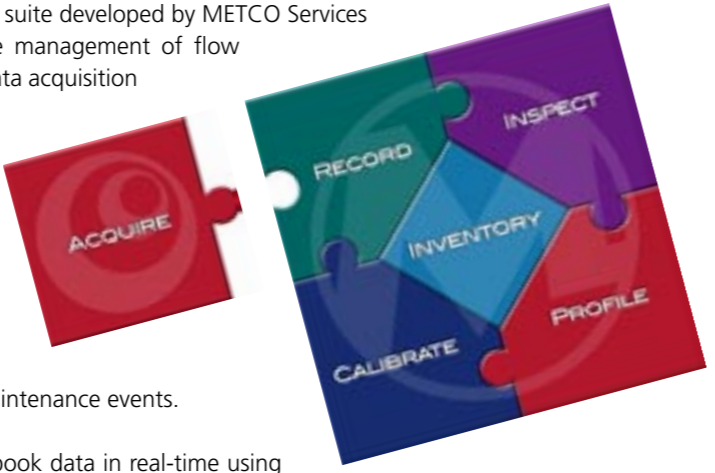 suite developed by METCO Services
management of flow
ata acquisition
INSPECT
RECORD
ACQUIRE
INVENTORY
PROFILE
CALIBRATE
intenance events.
ook data in real-time using